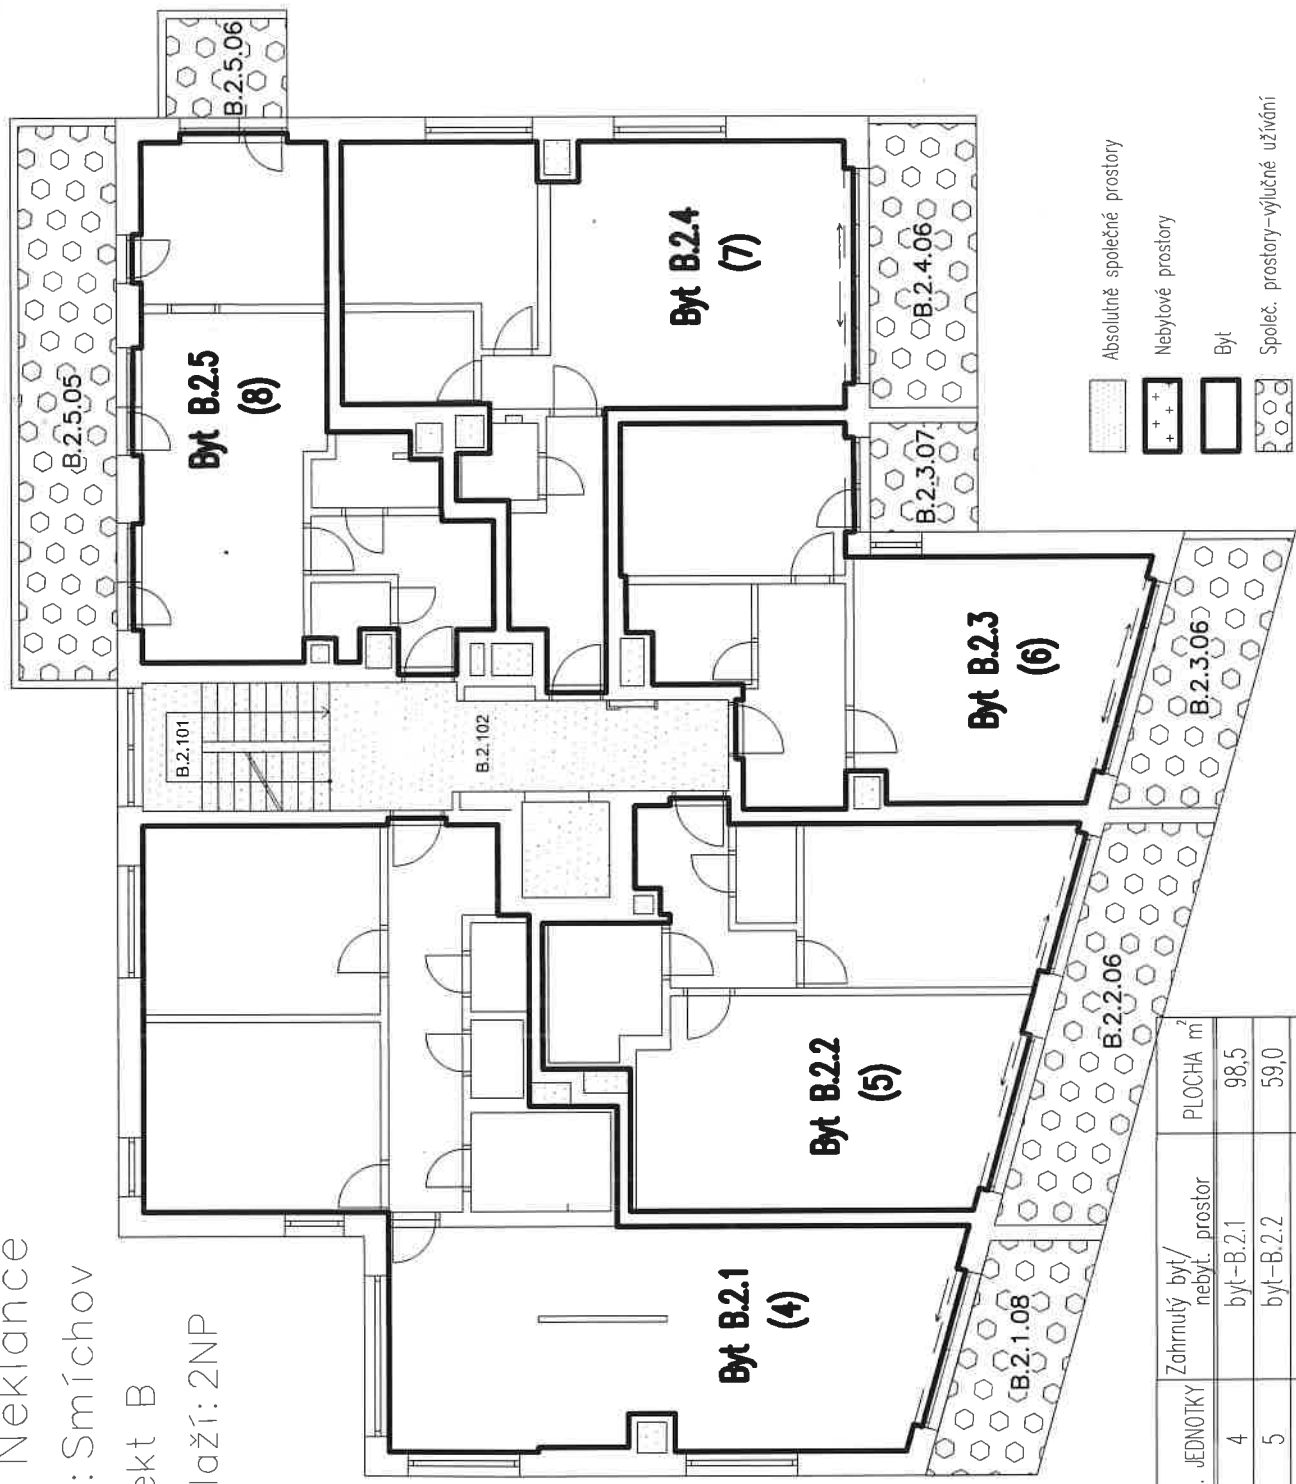 Neklance
: Smíchov
ekt B
laží: 2NP
B.2.5.06
B.2.5.05
Byt B.2.5
(8)
Byt B.2.4
(7)
B.2.4.06
B.2.3.07
Byt B.2.3
(6)
B.2.3.06
B.2.101
B.2.102
Byt B.2.2
(5)
B.2.2.06
Byt B.2.1
(4)
B.2.1.08
Absolutně společné prostory
Nebytové prostory
Byt
Společ. prostory-výlučné užívání
. JEDNOTKY Zahrnutý byt/ nebyt. prostor PLOCHA m²
4 byt-B.2.1 98,5
5 byt-B.2.2 59,0